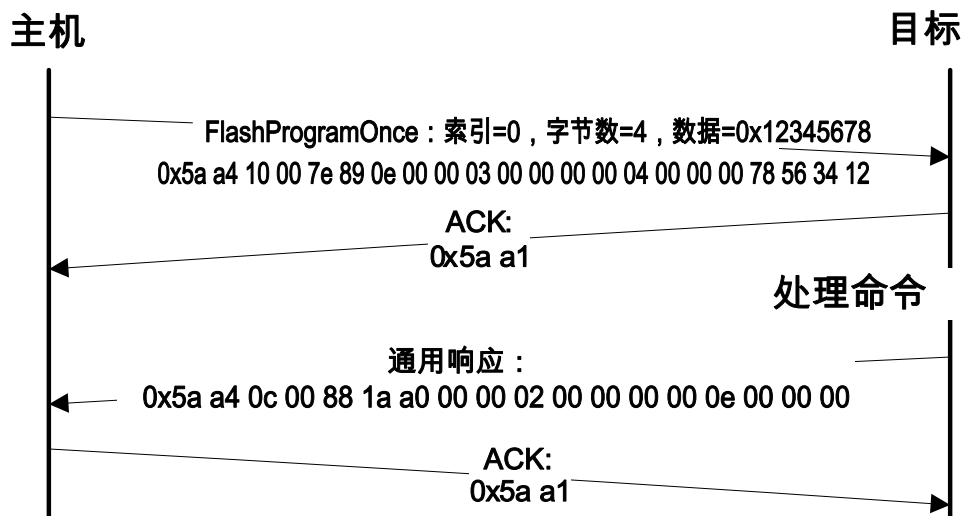 主机
目标
FlashProgramOnce：索引=0，字节数=4，数据=0x12345678
0x5a a4 10 00 7e 89 0e 00 00 03 00 00 00 00 04 00 00 00 78 56 34 12
ACK:
0x5a a1
处理命令
通用响应：
0x5a a4 0c 00 88 1a a0 00 00 02 00 00 00 00 0e 00 00 00
ACK:
0x5a a1